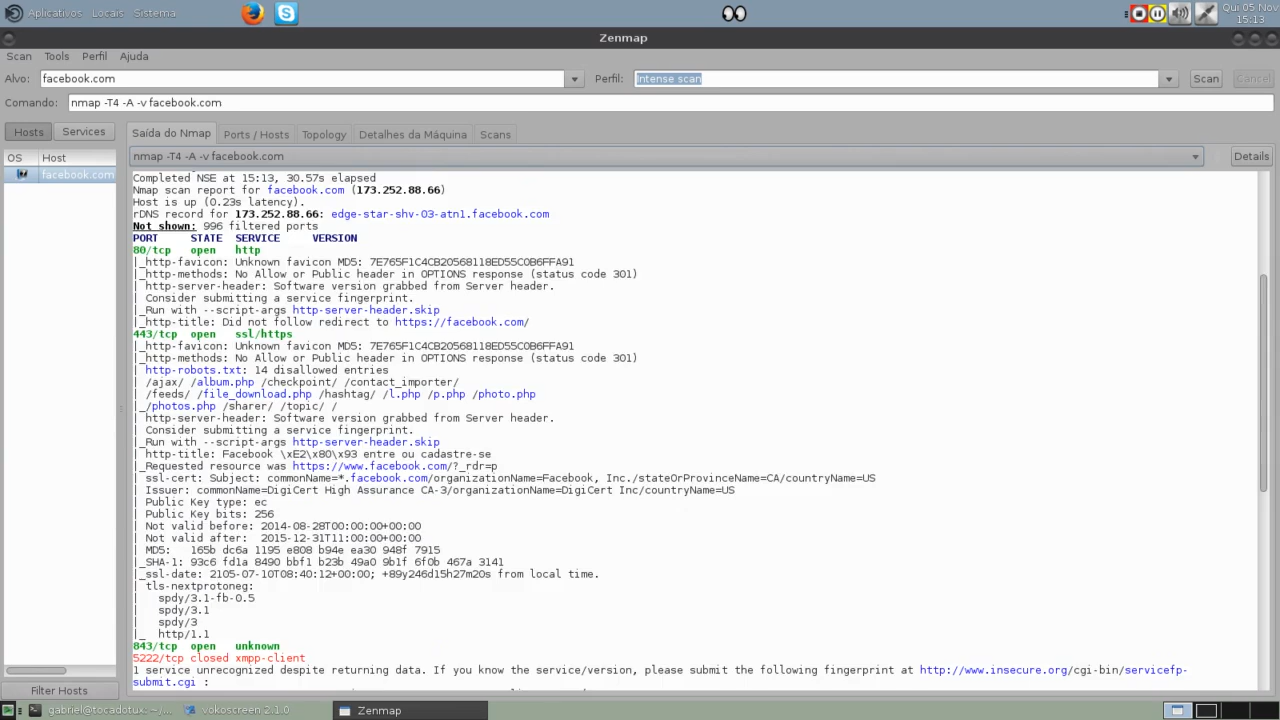 Aplicativos Locais Sistema
Qui 05 Nov
15:13
Zenmap
Scan Tools Perfil Ajuda
Alvo: facebook.com Perfil: Intense scan Scan Cancel
Comando: nmap -T4 -A -v facebook.com
Hosts Services Saída do Nmap Ports / Hosts Topology Detalhes da Máquina Scans
OS Host nmap -T4 -A -v facebook.com Details
facebook.com
Completed NSE at 15:13, 30.57s elapsed
Nmap scan report for facebook.com (173.252.88.66)
Host is up (0.23s latency).
rDNS record for 173.252.88.66: edge-star-shv-03-atn1.facebook.com
Not shown: 996 filtered ports
PORT STATE SERVICE VERSION
80/tcp open http
|_http-favicon: Unknown favicon MD5: 7E765F1C4CB20568118ED55C0B6FFA91
|_http-methods: No Allow or Public header in OPTIONS response (status code 301)
| http-server-header: Software version grabbed from Server header.
| Consider submitting a service fingerprint.
|_Run with --script-args http-server-header.skip
|_http-title: Did not follow redirect to https://facebook.com/
443/tcp open ssl/https
|_http-favicon: Unknown favicon MD5: 7E765F1C4CB20568118ED55C0B6FFA91
|_http-methods: No Allow or Public header in OPTIONS response (status code 301)
| http-robots.txt: 14 disallowed entries
| /ajax/ /album.php /checkpoint/ /contact_importer/
| /feeds/ /file_download.php /hashtag/ /l.php /p.php /photo.php
|_/photos.php /sharer/ /topic/ /
| http-server-header: Software version grabbed from Server header.
| Consider submitting a service fingerprint.
|_Run with --script-args http-server-header.skip
| http-title: Facebook \xE2\x80\x93 entre ou cadastre-se
|_Requested resource was https://www.facebook.com/?_rdr=p
| ssl-cert: Subject: commonName=*.facebook.com/organizationName=Facebook, Inc./stateOrProvinceName=CA/countryName=US
| Issuer: commonName=DigiCert High Assurance CA-3/organizationName=DigiCert Inc/countryName=US
| Public Key type: ec
| Public Key bits: 256
| Not valid before: 2014-08-28T00:00:00+00:00
| Not valid after: 2015-12-31T11:00:00+00:00
| MD5: 165b dc6a 1195 e808 b94e ea30 948f 7915
|_SHA-1: 93c6 fd1a 8490 bbf1 b23b 49a0 9b1f 6f0b 467a 3141
|_ssl-date: 2105-07-10T08:40:12+00:00; +89y246d15h27m20s from local time.
| tls-nextprotoneg:
| spdy/3.1-fb-0.5
| spdy/3.1
| spdy/3
|_ http/1.1
843/tcp open unknown
5222/tcp closed xmpp-client
1 service unrecognized despite returning data. If you know the service/version, please submit the following fingerprint at http://www.insecure.org/cgi-bin/servicefp-
submit.cgi :
Filter Hosts
gabriel@tocadotux: ~/... vokoscreen 2.1.0 Zenmap